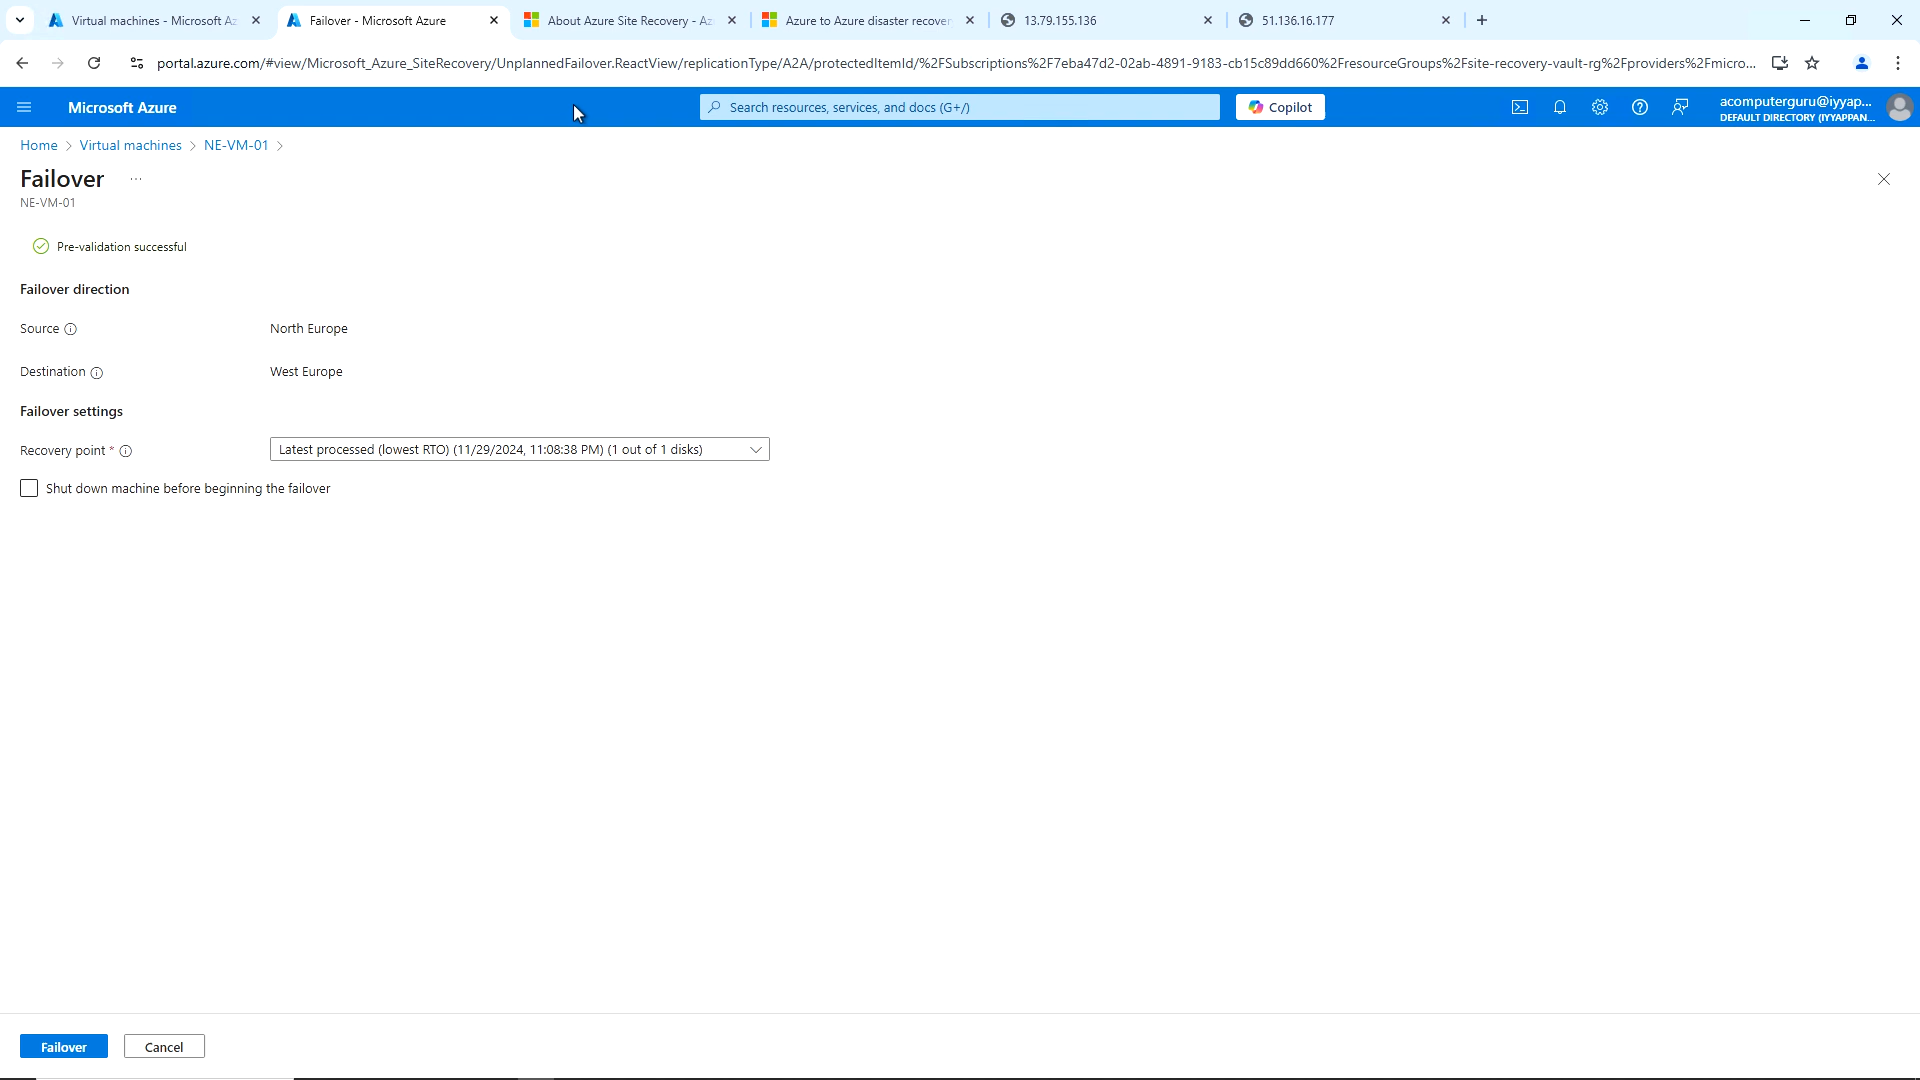 Virtual machines - Microsoft Az
Failover - Microsoft Azure
About Azure Site Recovery - Az
Azure to Azure disaster recover
13.79.155.136
51.136.16.177
portal.azure.com/#view/Microsoft_Azure_SiteRecovery/UnplannedFailover.ReactView/replicationType/A2A/protectedItemId/%2FSubscriptions%2F7eba47d2-02ab-4891-9183-cb15c89dd660%2FresourceGroups%2Fsite-recovery-vault-rg%2Fproviders%2Fmicro...
Microsoft Azure
Search resources, services, and docs (G+/)
Copilot
acomputerguru@iyyap...
DEFAULT DIRECTORY (IYYAPPAN...
Home > Virtual machines > NE-VM-01 >
Failover ...
NE-VM-01
Pre-validation successful
Failover direction
Source
North Europe
Destination
West Europe
Failover settings
Recovery point *
Latest processed (lowest RTO) (11/29/2024, 11:08:38 PM) (1 out of 1 disks)
Shut down machine before beginning the failover
Failover
Cancel